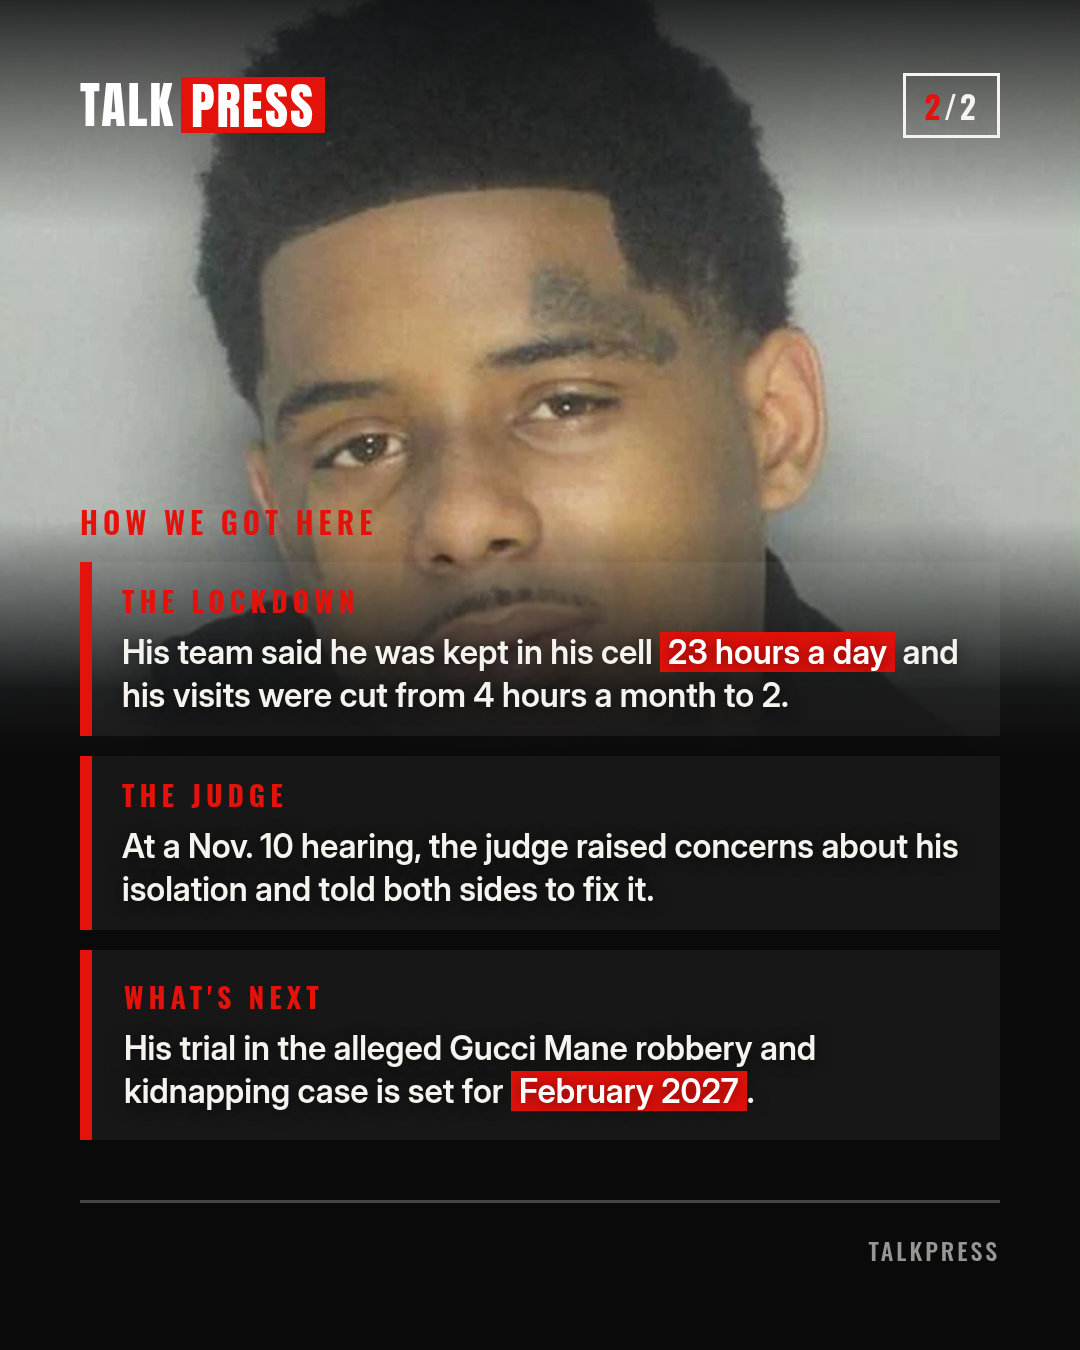 TALK PRESS
2/2
HOW WE GOT HERE
THE LOCKDOWN
His team said he was kept in his cell 23 hours a day and
his visits were cut from 4 hours a month to 2.
THE JUDGE
At a Nov. 10 hearing, the judge raised concerns about his
isolation and told both sides to fix it.
WHAT'S NEXT
His trial in the alleged Gucci Mane robbery and
kidnapping case is set for February 2027.
TALKPRESS